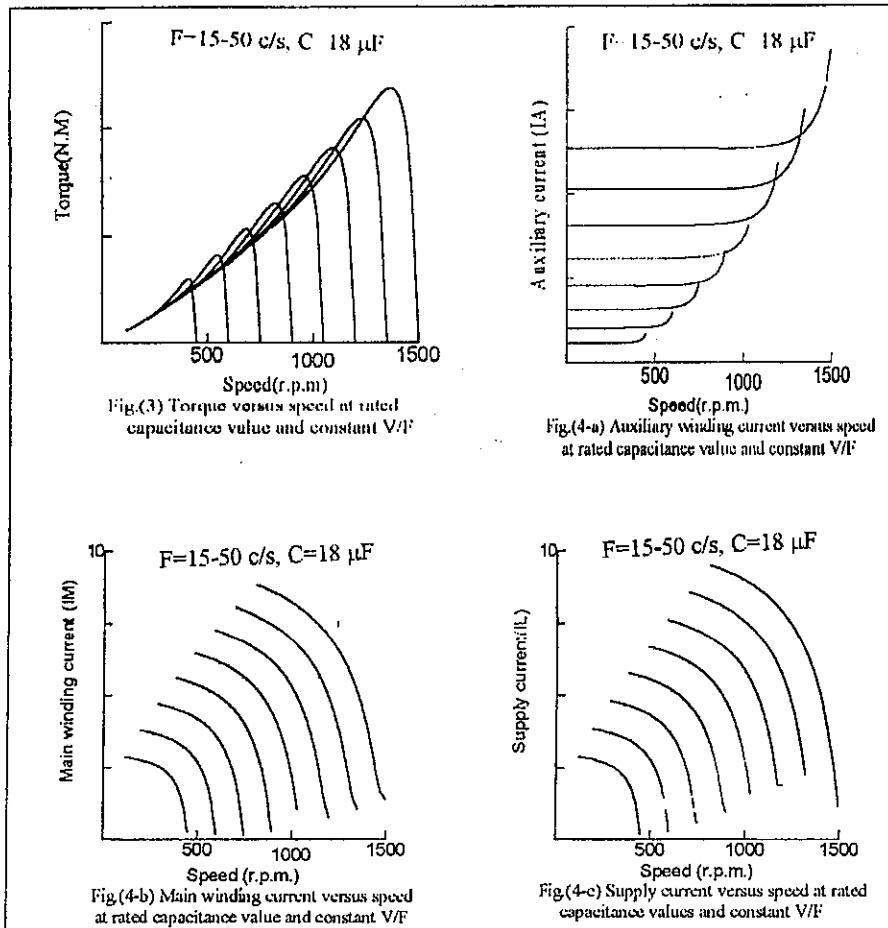 F=15-50 c/s, C=18 µF
Torque(N.M)
500
1000
1500
Speed(r.p.m)
Fig.(3) Torque versus speed at rated
capacitance value and constant V/F
F=15-50 c/s, C=18 µF
Auxiliary current (IA)
500
1000
1500
Speed(r.p.m.)
Fig.(4-a) Auxiliary winding current versus speed
at rated capacitance value and constant V/F
10
F=15-50 c/s, C=18 µF
Main winding current (IM)
500
1000
1500
Speed (r.p.m.)
Fig.(4-b) Main winding current versus speed
at rated capacitance value and constant V/F
10
F=15-50 c/s, C=18 µF
Supply current(IL)
500
1000
1500
Speed (r.p.m.)
Fig.(4-c) Supply current versus speed at rated
capacitance values and constant V/F